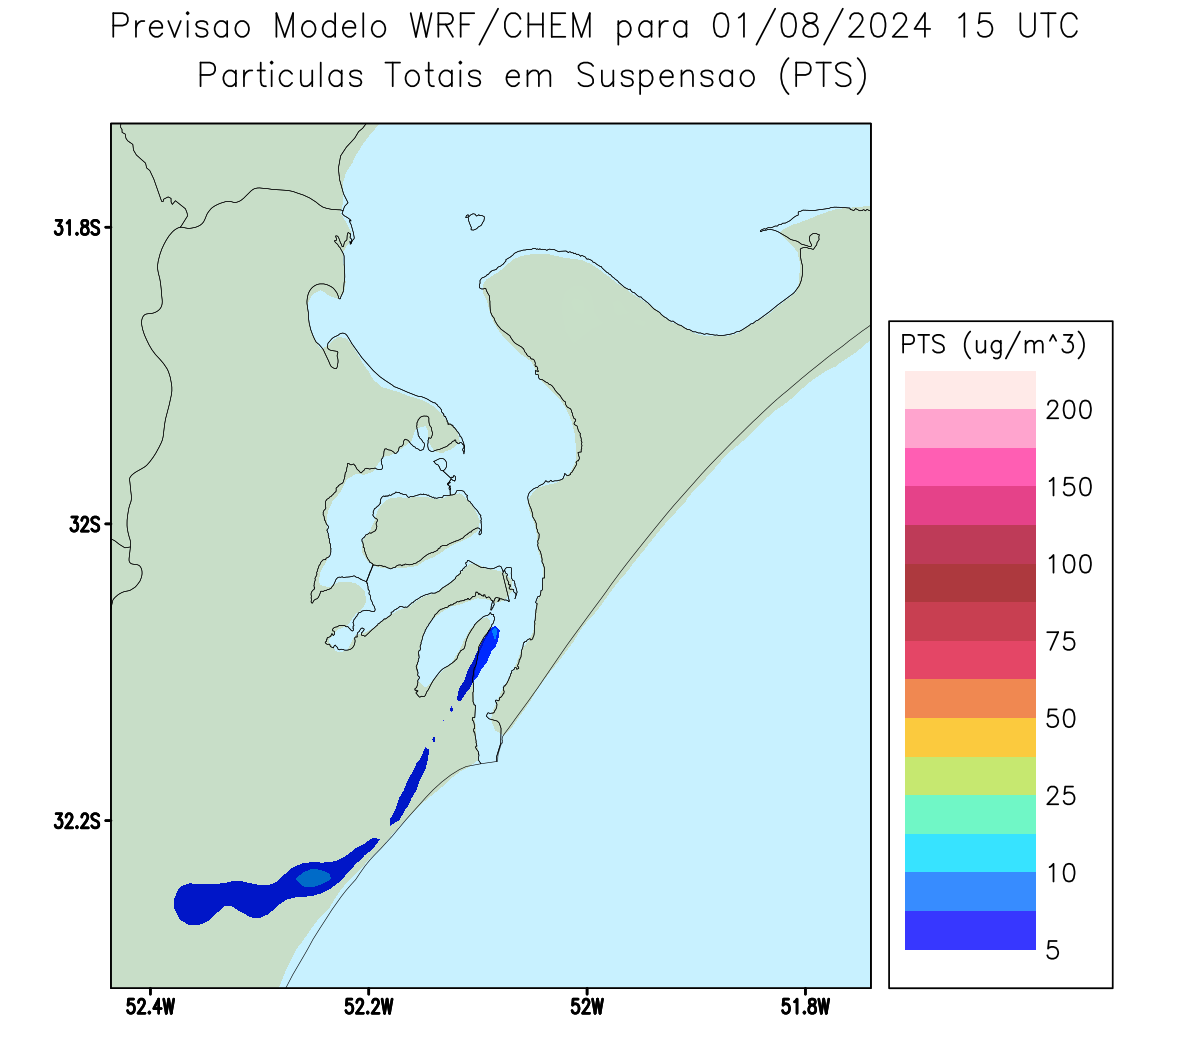 Previsao Modelo WRF/CHEM para 01/08/2024 15 UTC
Particulas Totais em Suspensao (PTS)
31.8S
32S
32.2S
52.4W
52.2W
52W
51.8W
PTS (ug/m^3)
200
150
100
75
50
25
10
5